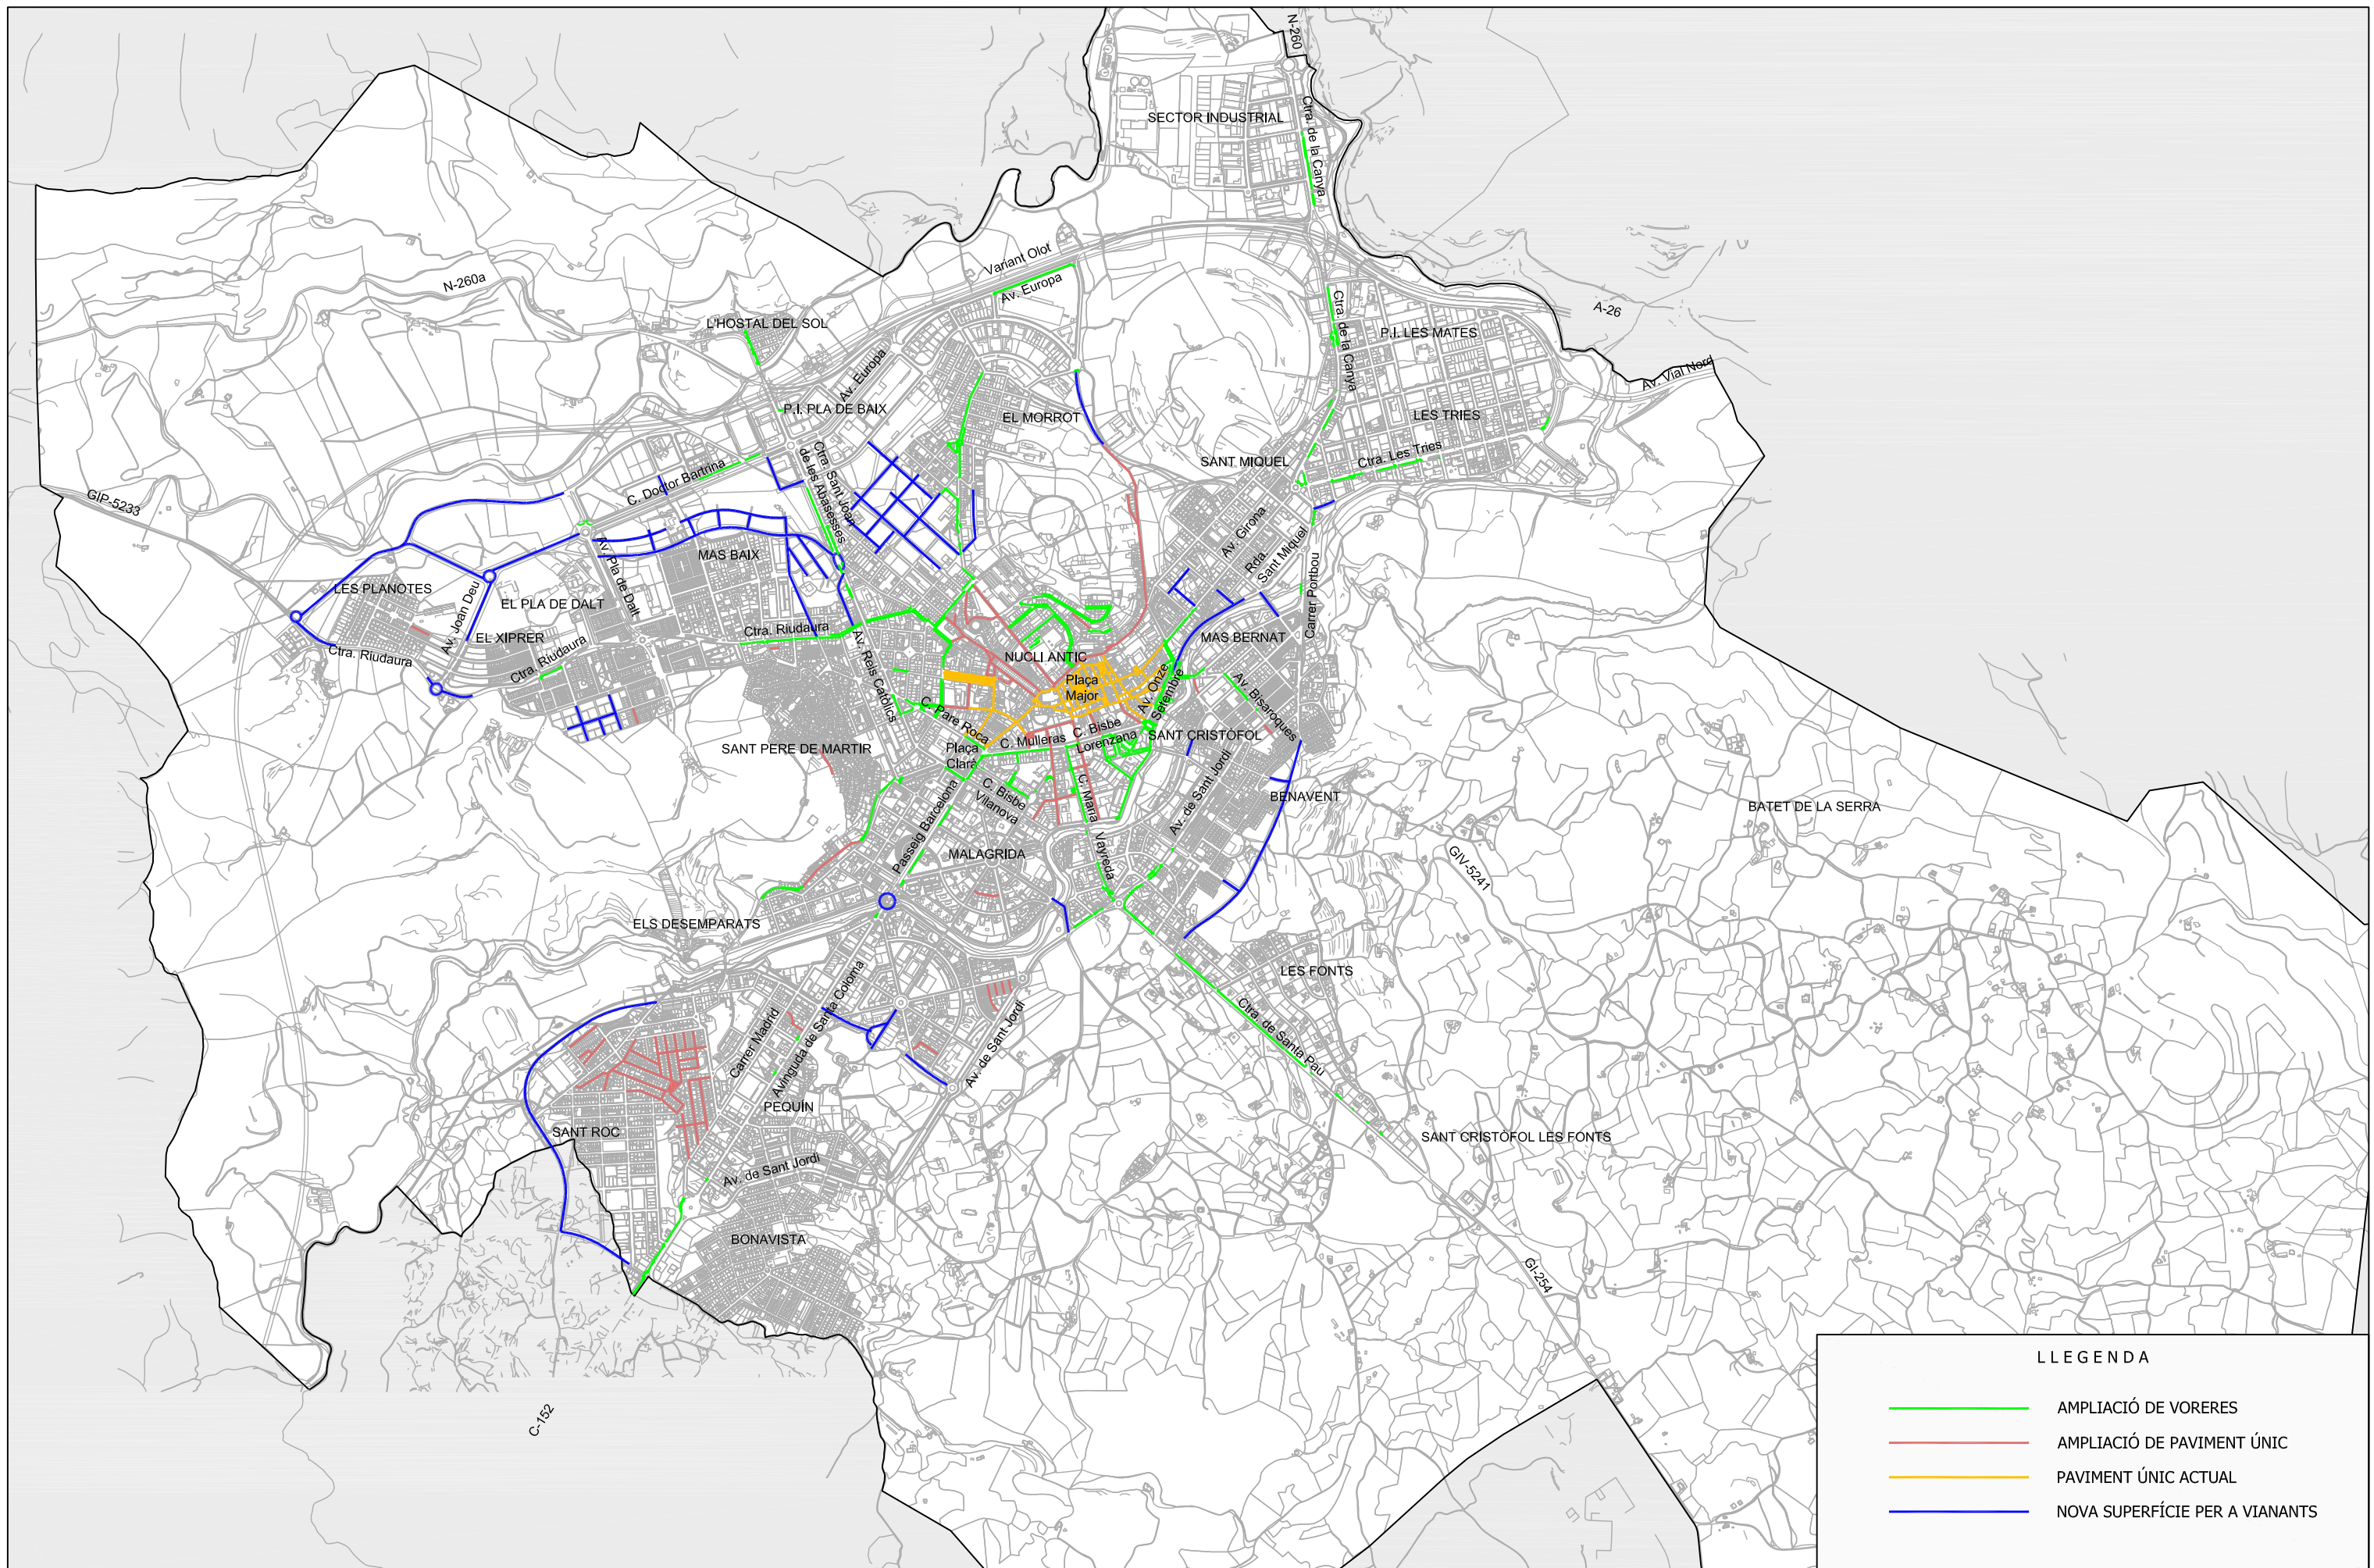 N-260
SECTOR INDUSTRIAL
Ctra. de la Canya
Variant Olot
N-260a
Av. Europa
A-26
L'HOSTAL DEL SOL
Ctra. de la Canya
P.I. LES MATES
Av. Europa
Av. Vial Nord
P.I. PLA DE BAIX
EL MORROT
LES TRIES
Ctra. Sant Joan
de les Abasesses
Ctra. Les Tries
SANT MIQUEL
C. Doctor Bartrina
GIP-5233
Av. Girona
Rda.
Sant Miquel
MAS BAIX
Av. Pla de Dalt
Carrer Portbou
LES PLANOTES
EL PLA DE DALT
Av. Joan Deu
EL XIPRER
Ctra. Riudaura
Ctra. Riudaura
Ctra. Riudaura
MAS BERNAT
NUCLI ANTIC
Av. Reis Catòlics
Plaça
Major
Av. Onze
Setembre
Av. Bisaroques
C. Pare Roca
C. Mulleras
C. Bisbe
Lorenzana
SANT CRISTÒFOL
SANT PERE DE MARTIR
Plaça
Clarà
C. Bisbe
Vilanova
C. Maria
Vayreda
Av. de Sant Jordi
BENAVENT
BATET DE LA SERRA
Passeig Barcelona
MALAGRIDA
GIV-5241
ELS DESEMPARATS
LES FONTS
Carrer Madrid
Avinguda de Santa Coloma
Av. de Sant Jordi
Ctra. de Santa Pau
PEQUÍN
SANT ROC
SANT CRISTÒFOL LES FONTS
Av. de Sant Jordi
BONAVISTA
GI-254
C-152
LLEGENDA
AMPLIACIÓ DE VORERES
AMPLIACIÓ DE PAVIMENT ÚNIC
PAVIMENT ÚNIC ACTUAL
NOVA SUPERFÍCIE PER A VIANANTS